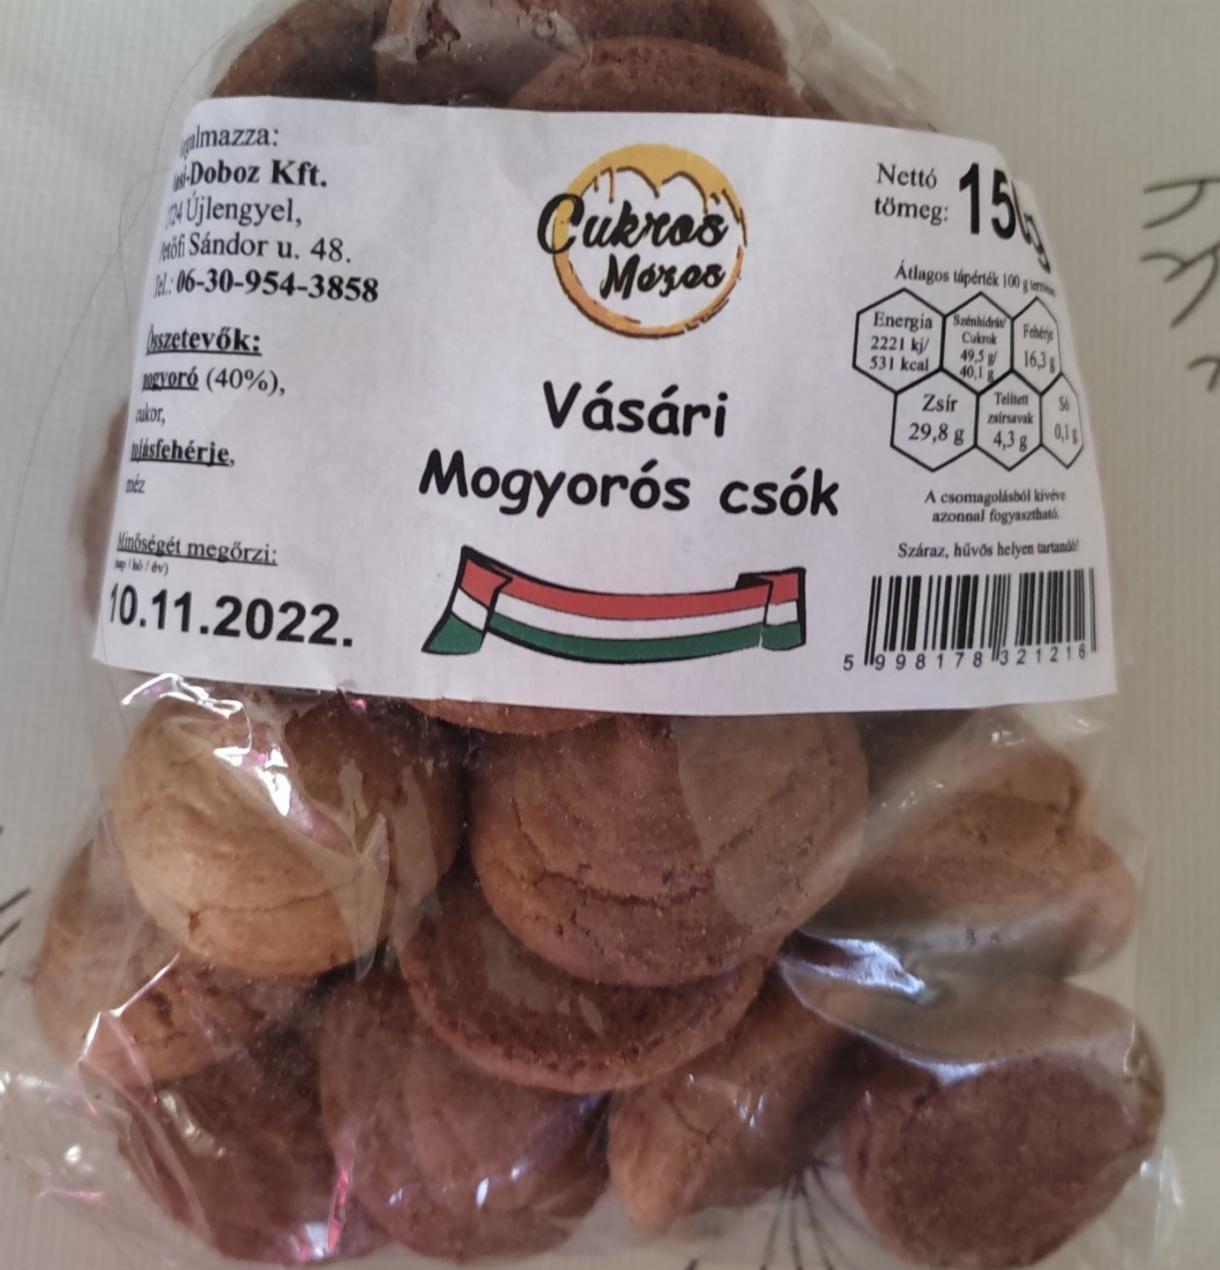 Doboz Kft.
Újlengyel,
Sándor u. 48.
06-30-954-3858
Összetevők:
(40%),
méz
Minőségét megőrzi:
10.11.2022.
Cukros
Mézes
Vásári
Mogyorós csók
Nettó
tömeg:
Átlagos tápérték 100 g
Energia
2221 kj/
531 kcal
Szénhidrát/
Cukrok
49,5 g/
40,1 g
Fehérje
16,3 g
Zsír
29,8 g
Telített
zsírsavak
4,3 g
Só
0,1 g
A csomagolásból kivéve
azonnal fogyasztható.
Száraz, hűvös helyen tartandó!
5 998178 321216